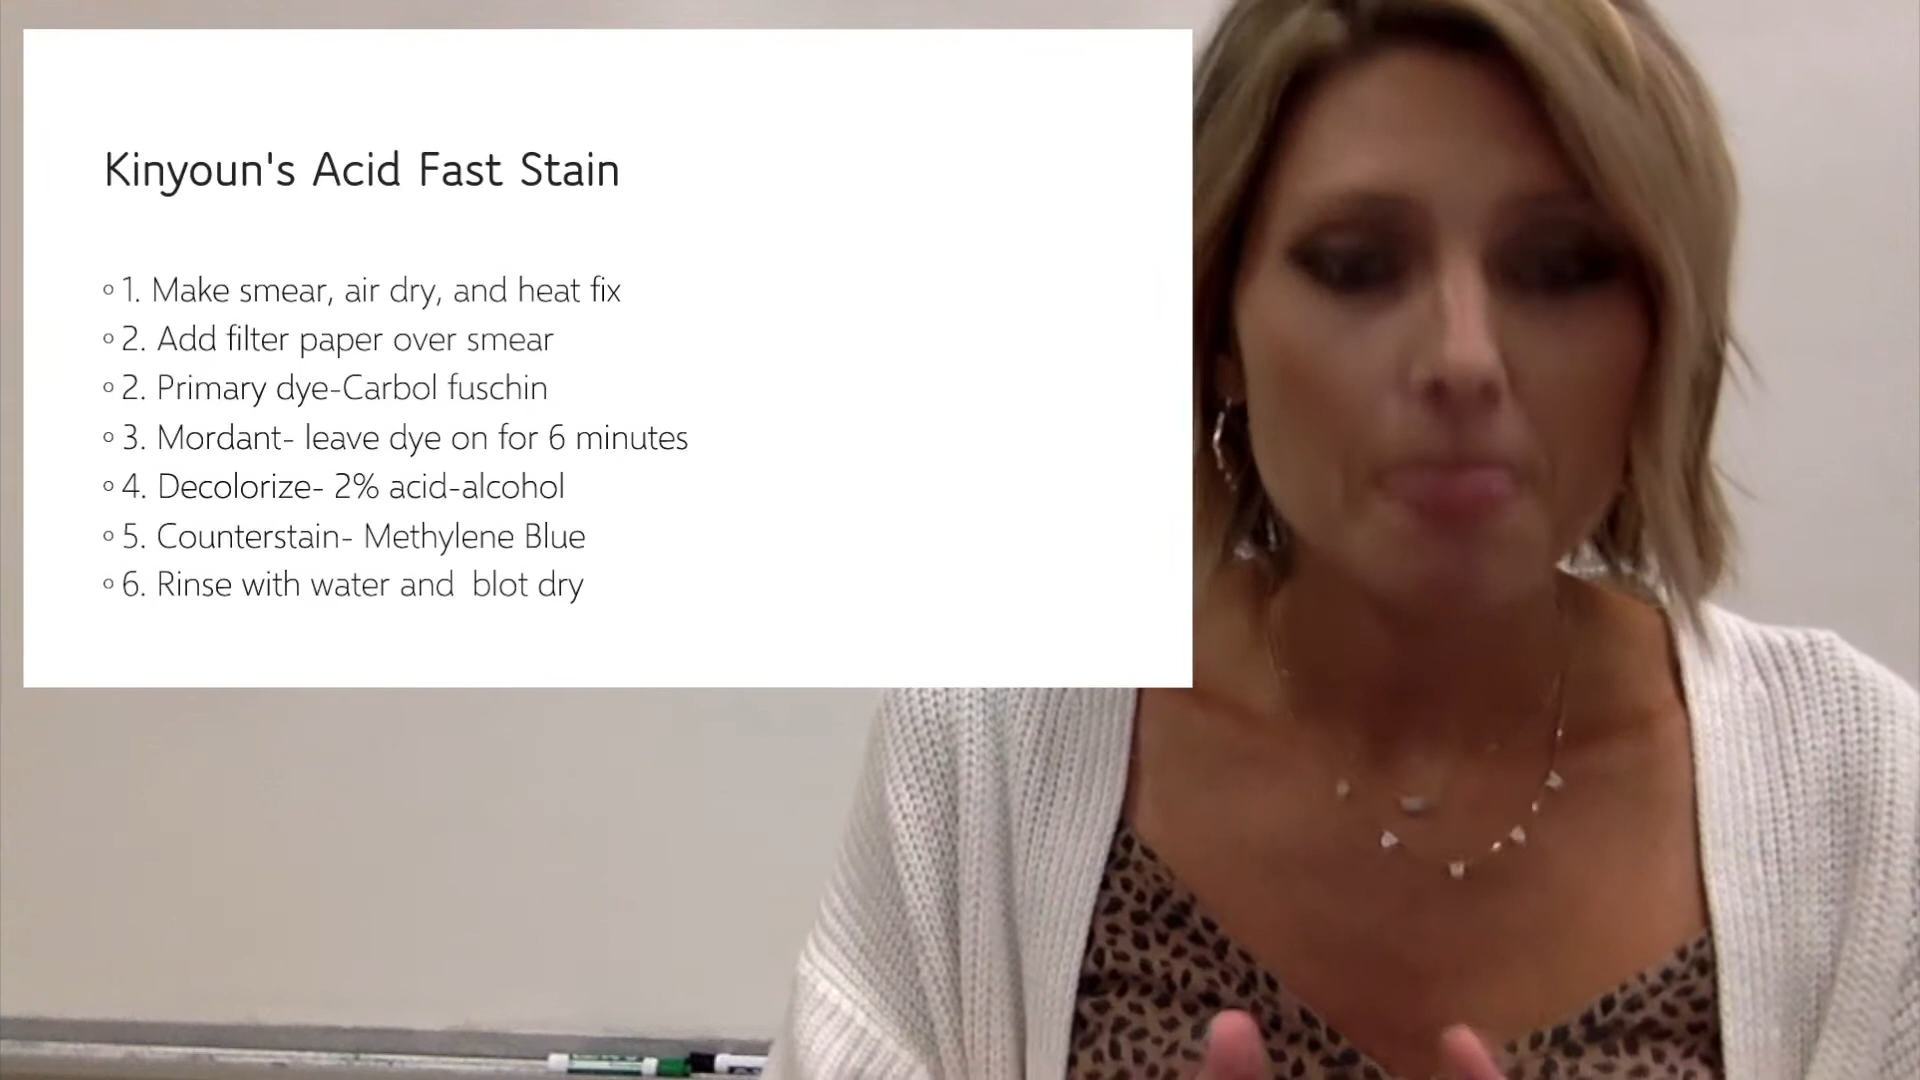 Kinyoun's Acid Fast Stain
1. Make smear, air dry, and heat fix
2. Add filter paper over smear
2. Primary dye-Carbol fuschin
3. Mordant- leave dye on for 6 minutes
4. Decolorize- 2% acid-alcohol
5. Counterstain- Methylene Blue
6. Rinse with water and  blot dry